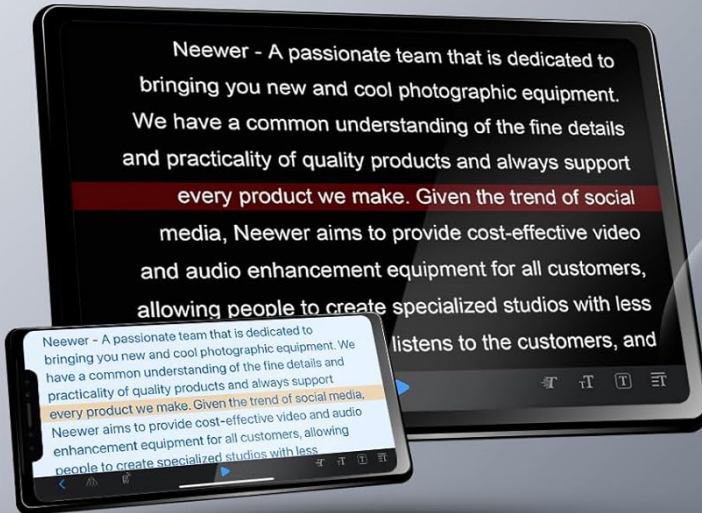 Neewer - A passionate team that is dedicated to
bringing you new and cool photographic equipment.
We have a common understanding of the fine details
and practicality of quality products and always support
every product we make. Given the trend of social
media, Neewer aims to provide cost-effective video
and audio enhancement equipment for all customers,
allowing people to create specialized studios with less
listens to the customers, and
Neewer - A passionate team that is dedicated to
bringing you new and cool photographic equipment. We
have a common understanding of the fine details and
practicality of quality products and always support
every product we make. Given the trend of social media,
Neewer aims to provide cost-effective video and audio
enhancement equipment for all customers, allowing
people to create specialized studios with less